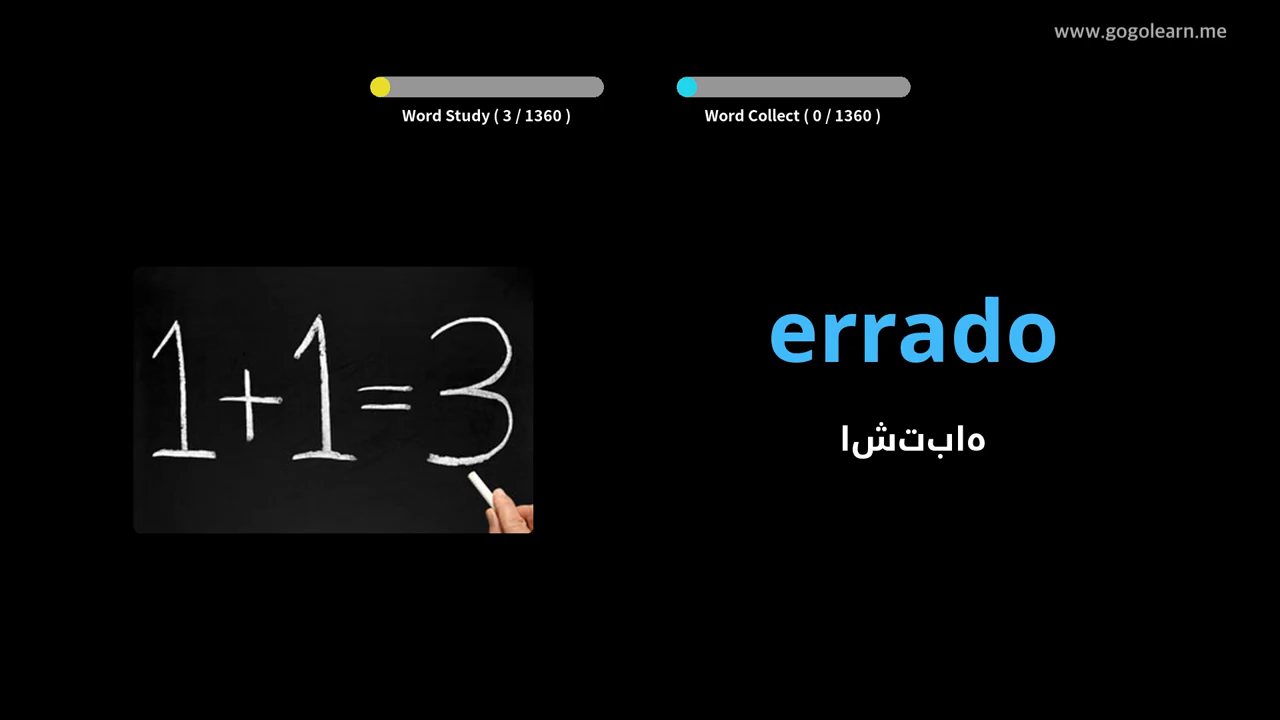 www.gogolearn.me
Word Study ( 3 / 1360 )
Word Collect ( 0 / 1360 )
1+1=3
errado
اشتباه